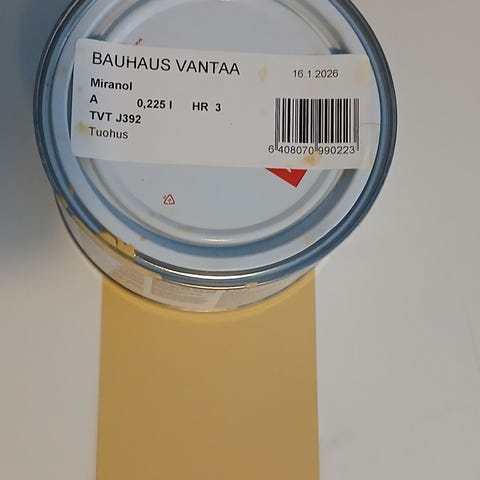 BAUHAUS VANTAA
16.1.2026
Miranol
A 0,225 l HR 3
TVT J392
Tuohus
6 408070 990223